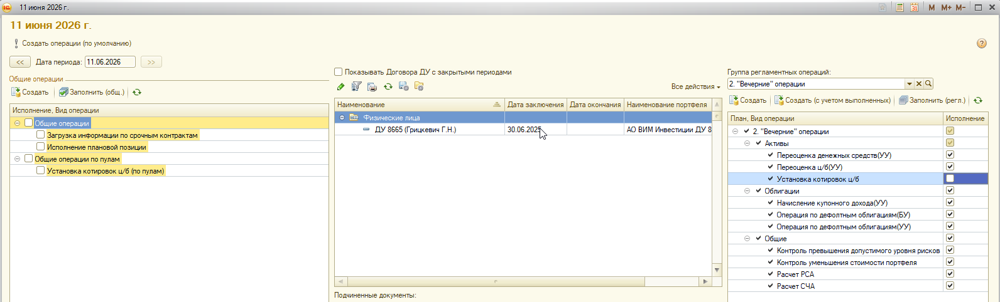 11 июня 2026 г.
31 M M+ M-
11 июня 2026 г.
Создать операции (по умолчанию)
?
<< Дата периода: 11.06.2026 >>
Общие операции
Создать Заполнить (общ.)
Исполнение, Вид операции
Общие операции
Загрузка информации по срочным контрактам
Исполнение плановой позиции
Общие операции по пулам
Установка котировок ц/б (по пулам)
Показывать Договора ДУ с закрытыми периодами
Все действия
Наименование Дата заключения Дата окончания Наименование портфеля
Физические лица
ДУ 8665 (Грицкевич Г.Н.) 30.06.2025 АО ВИМ Инвестиции ДУ 8
Подчиненные документы:
Группа регламентных операций:
2. "Вечерние" операции
Создать Создать (с учетом выполненных) Заполнить (регл.)
План, Вид операции Исполнение
2. "Вечерние" операции
Активы
Переоценка денежных средств(УУ)
Переоценка ц/б(УУ)
Установка котировок ц/б
Облигации
Начисление купонного дохода(УУ)
Операция по дефолтным облигациям(БУ)
Операция по дефолтным облигациям(УУ)
Общие
Контроль превышения допустимого уровня рисков
Контроль уменьшения стоимости портфеля
Расчет РСА
Расчет СЧА